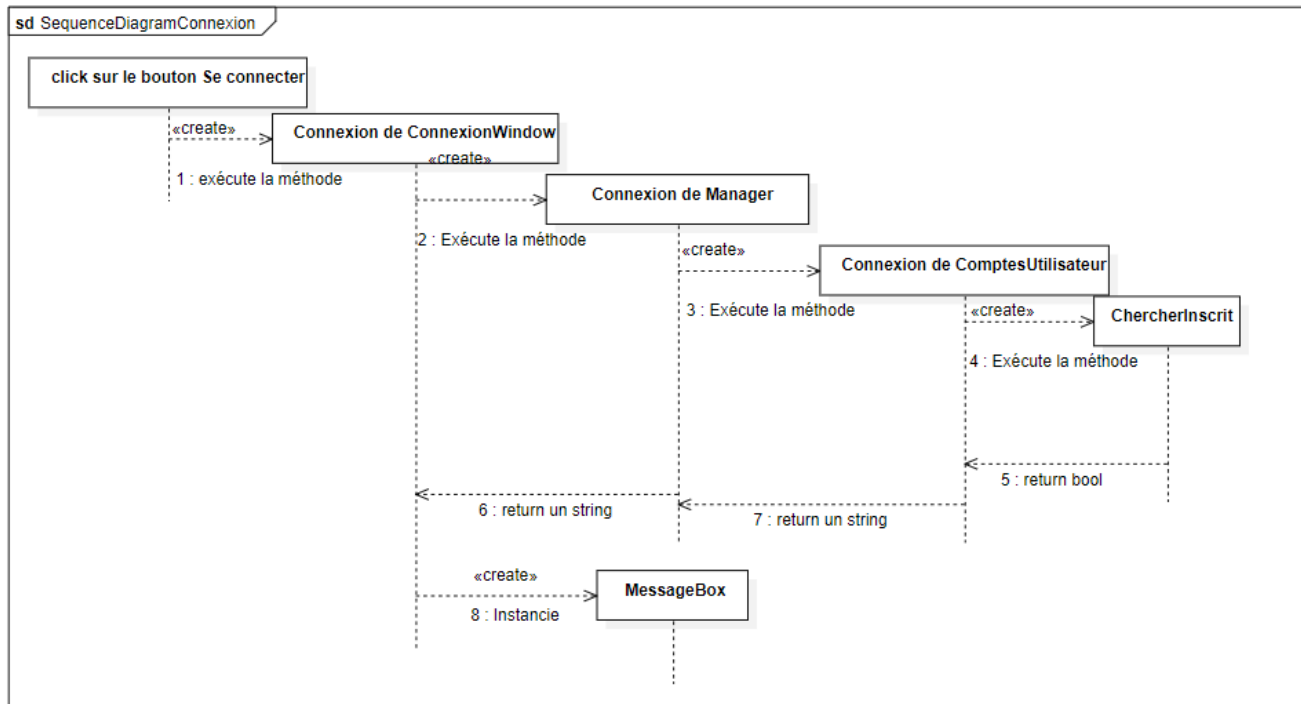 sd SequenceDiagramConnexion
click sur le bouton Se connecter
«create»
Connexion de ConnexionWindow
«create»
1 : exécute la méthode
Connexion de Manager
2 : Exécute la méthode
«create»
Connexion de ComptesUtilisateur
3 : Exécute la méthode
«create»
ChercherInscrit
4 : Exécute la méthode
5 : return bool
6 : return un string
7 : return un string
«create»
MessageBox
8 : Instancie